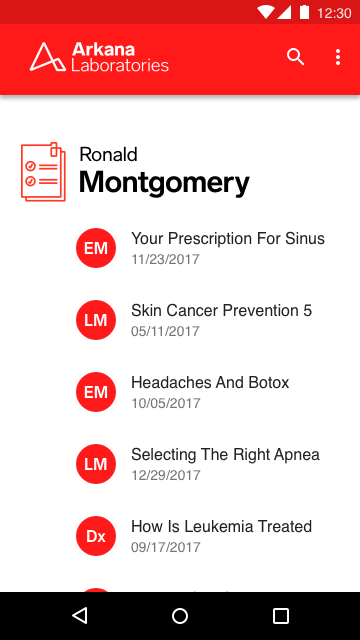 12:30
Arkana
Laboratories
Ronald
Montgomery
EM
Your Prescription For Sinus
11/23/2017
LM
Skin Cancer Prevention 5
05/11/2017
EM
Headaches And Botox
10/05/2017
LM
Selecting The Right Apnea
12/29/2017
Dx
How Is Leukemia Treated
09/17/2017